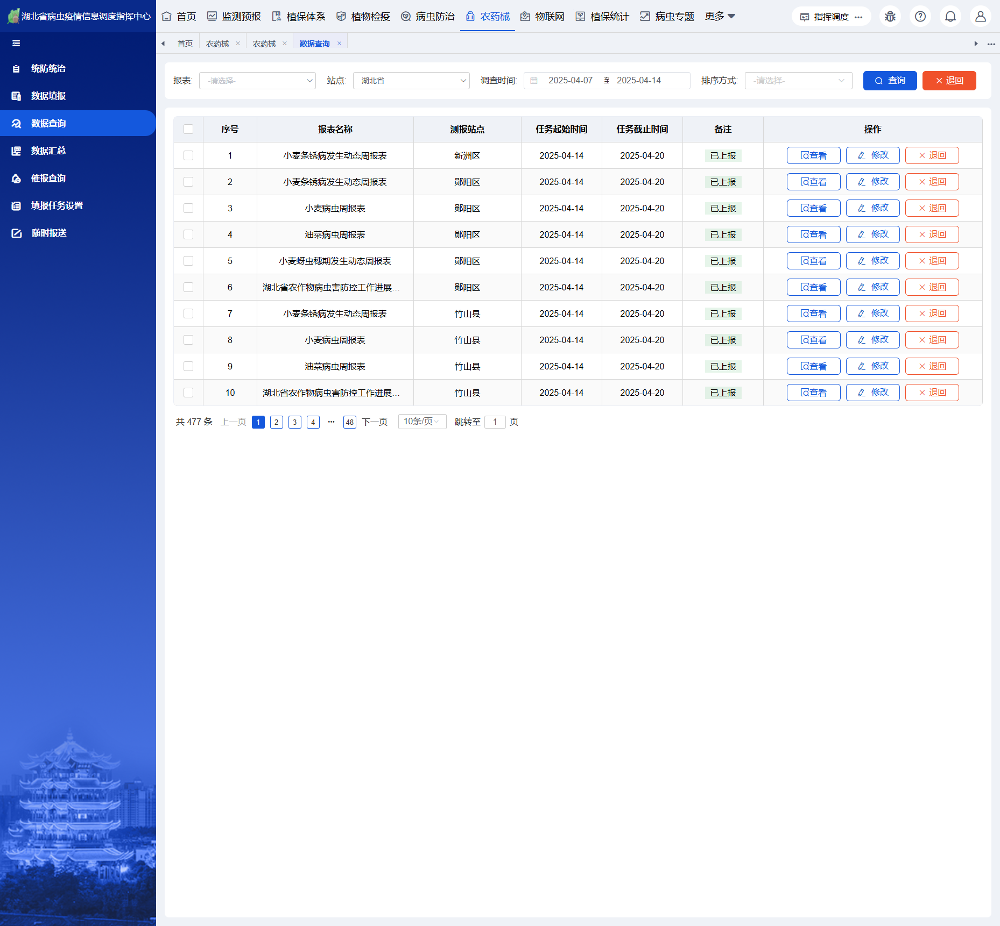 湖北省病虫疫情信息调度指挥中心 首页 监测预报 植保体系 植物检疫 病虫防治 农药械 物联网 植保统计 病虫专题 更多 指挥调度 ···
首页 农药械 × 农药械 × 数据查询 × ···
统防统治
数据填报
数据查询
数据汇总
催报查询
填报任务设置
随时报送
报表: -请选择- 站点: 湖北省 调查时间: 2025-04-07 至 2025-04-14 排序方式: -请选择- 查询 退回
序号 报表名称 测报站点 任务起始时间 任务截止时间 备注 操作
1 小麦条锈病发生动态周报表 新洲区 2025-04-14 2025-04-20 已上报 查看 修改 退回
2 小麦条锈病发生动态周报表 郧阳区 2025-04-14 2025-04-20 已上报 查看 修改 退回
3 小麦病虫周报表 郧阳区 2025-04-14 2025-04-20 已上报 查看 修改 退回
4 油菜病虫周报表 郧阳区 2025-04-14 2025-04-20 已上报 查看 修改 退回
5 小麦蚜虫穗期发生动态周报表 郧阳区 2025-04-14 2025-04-20 已上报 查看 修改 退回
6 湖北省农作物病虫害防控工作进展... 郧阳区 2025-04-14 2025-04-20 已上报 查看 修改 退回
7 小麦条锈病发生动态周报表 竹山县 2025-04-14 2025-04-20 已上报 查看 修改 退回
8 小麦病虫周报表 竹山县 2025-04-14 2025-04-20 已上报 查看 修改 退回
9 油菜病虫周报表 竹山县 2025-04-14 2025-04-20 已上报 查看 修改 退回
10 湖北省农作物病虫害防控工作进展... 竹山县 2025-04-14 2025-04-20 已上报 查看 修改 退回
共 477 条 上一页 1 2 3 4 ··· 48 下一页 10条/页 跳转至 1 页